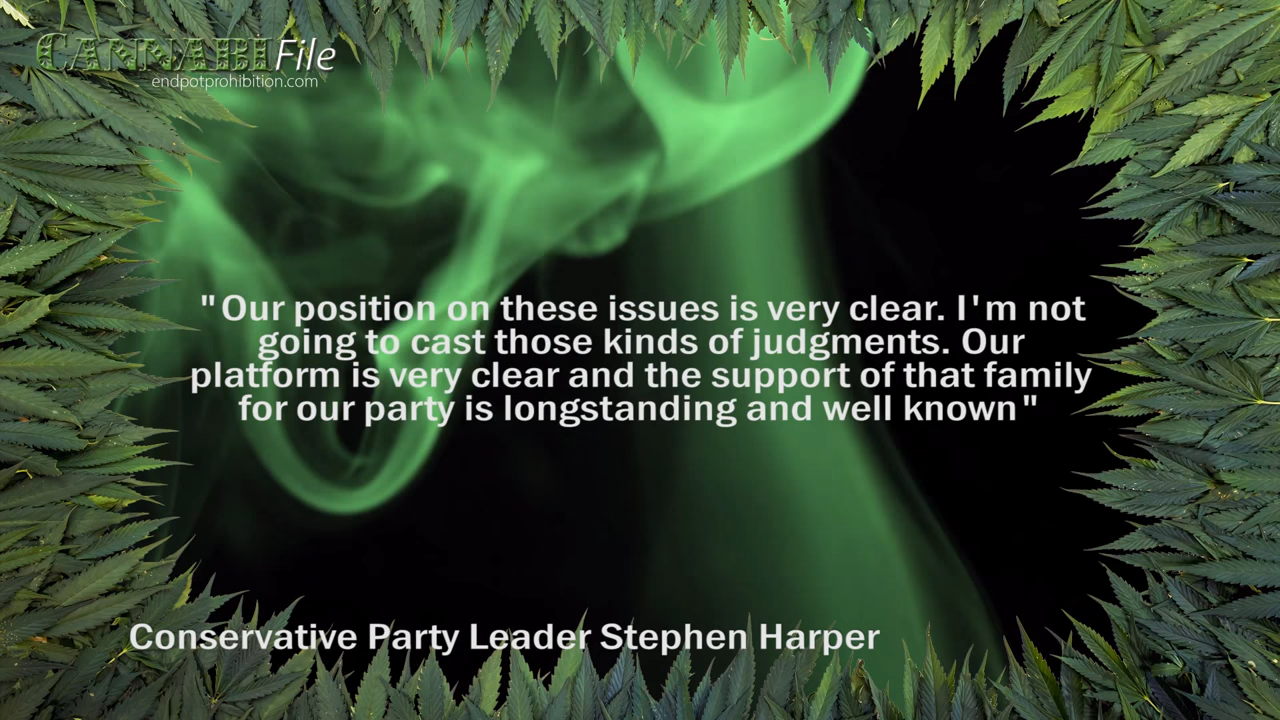 CANNABIFile
endpotprohibition.com
"Our position on these issues is very clear. I'm not
going to cast those kinds of judgments. Our
platform is very clear and the support of that family
for our party is longstanding and well known"
Conservative Party Leader Stephen Harper